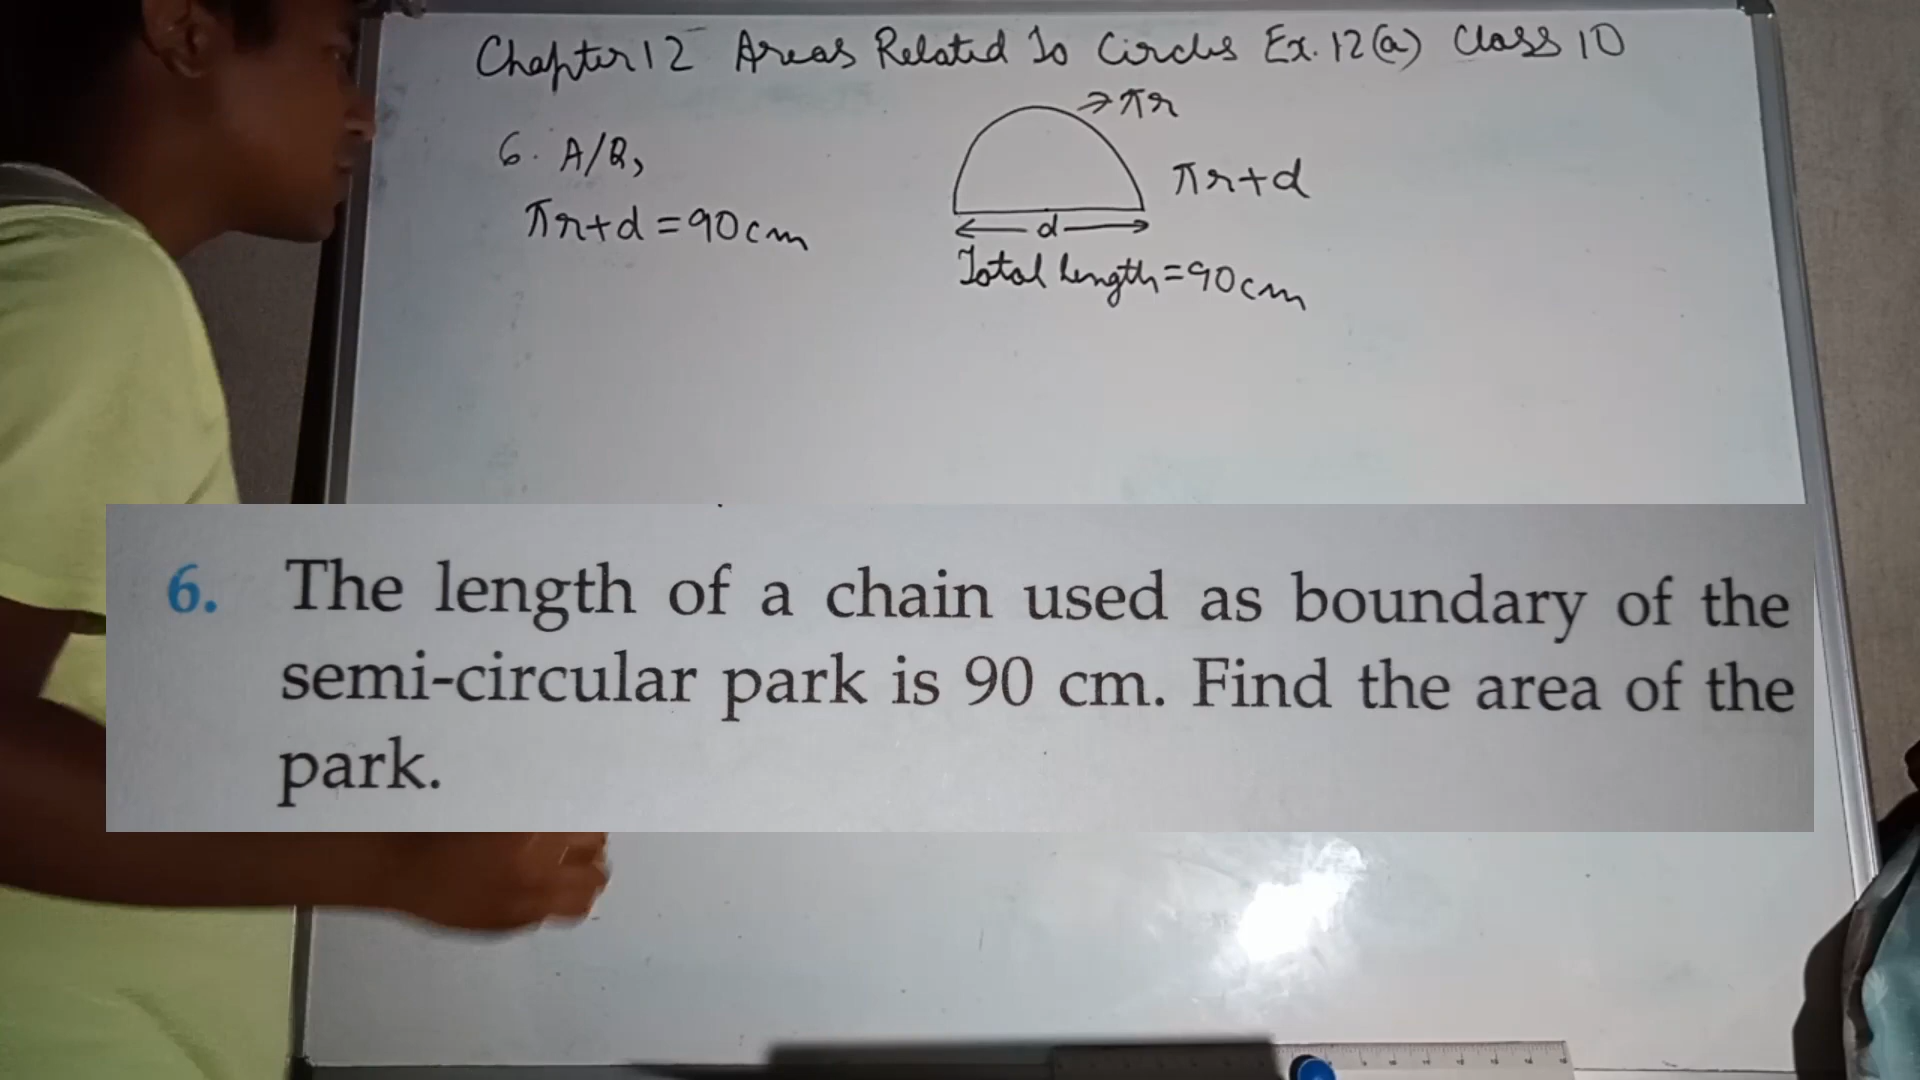 Chapter 12 Areas Related To Circles Ex. 12(a) Class 10
6. A/Q,
πr+d = 90cm
→πr
πr+d
d
Total length = 90cm
6. The length of a chain used as boundary of the
semi-circular park is 90 cm. Find the area of the
park.